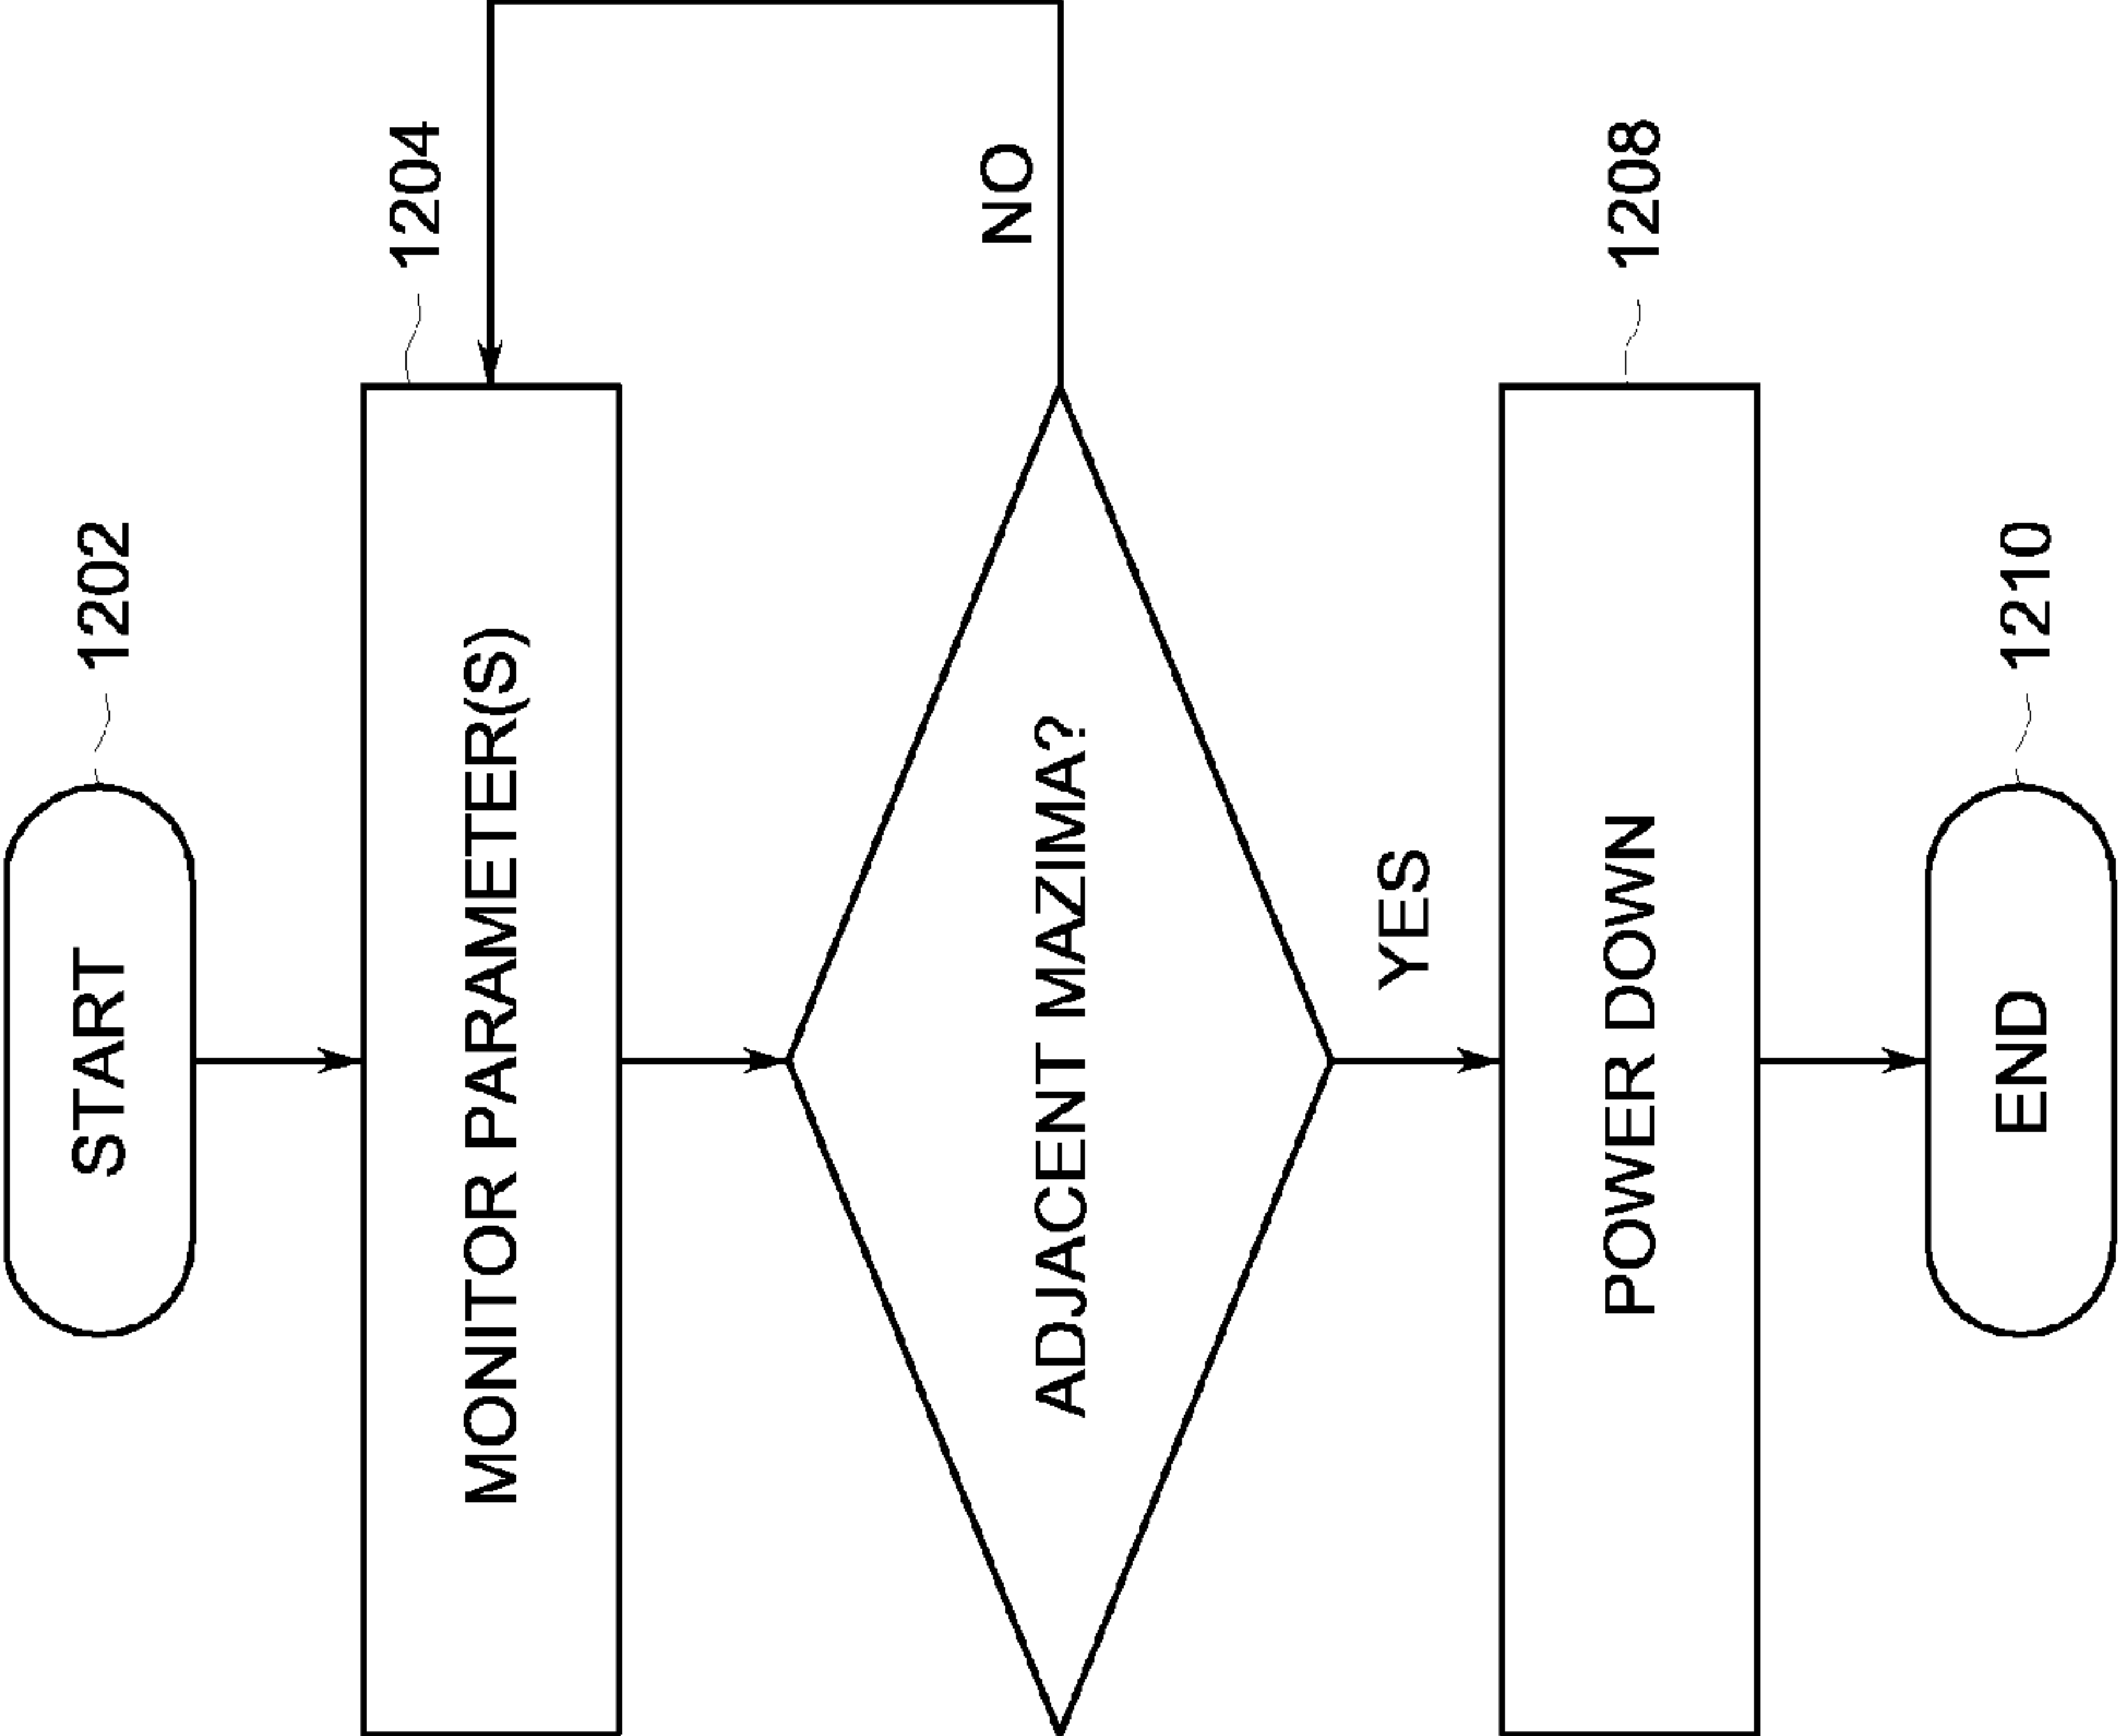 START
1202
MONITOR PARAMETER(S)
1204
ADJACENT MAZIMA?
NO
YES
POWER DOWN
1208
END
1210